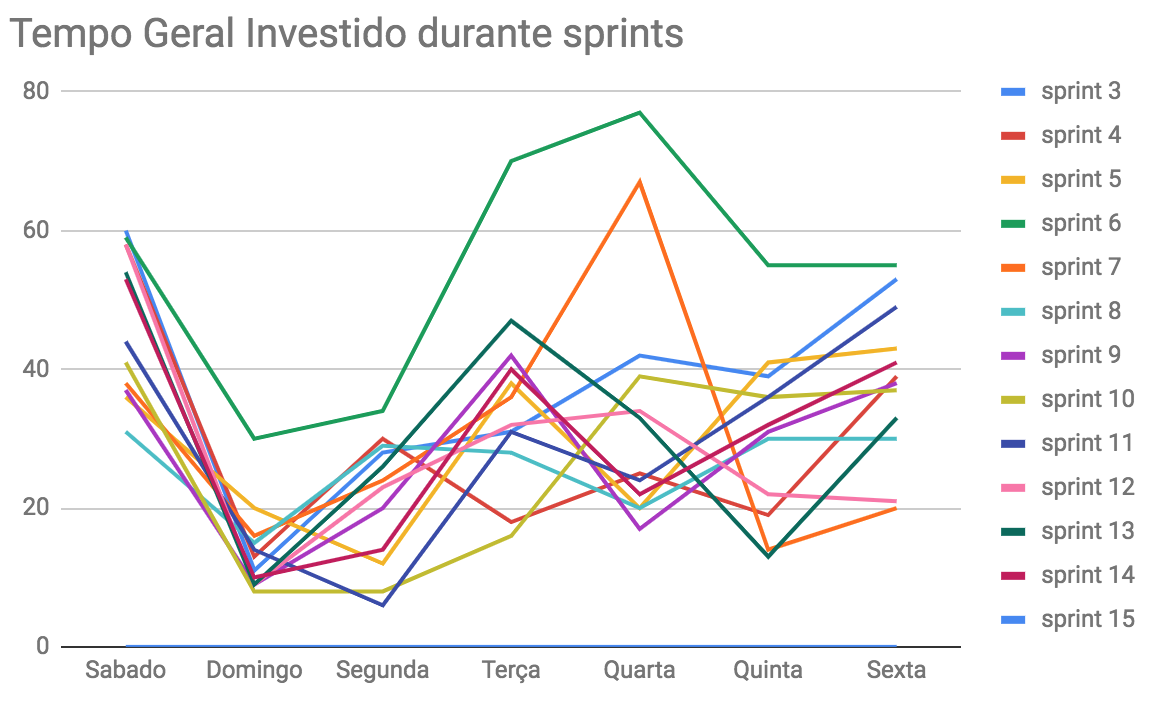 Tempo Geral Investido durante sprints
80
60
40
20
0
Sabado Domingo Segunda Terça Quarta Quinta Sexta
sprint 3
sprint 4
sprint 5
sprint 6
sprint 7
sprint 8
sprint 9
sprint 10
sprint 11
sprint 12
sprint 13
sprint 14
sprint 15